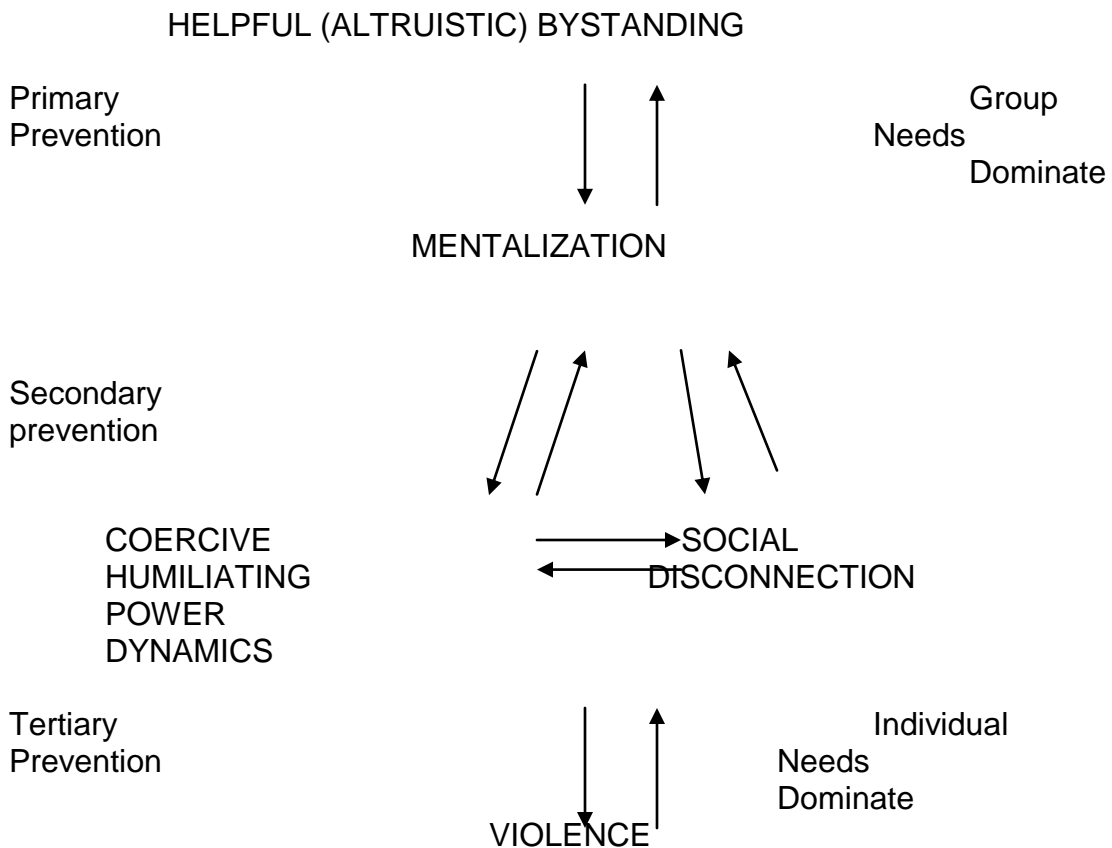 HELPFUL (ALTRUISTIC) BYSTANDING
Primary
Prevention
Group
Needs
Dominate
MENTALIZATION
Secondary
prevention
COERCIVE
HUMILIATING
POWER
DYNAMICS
SOCIAL
DISCONNECTION
Tertiary
Prevention
Individual
Needs
Dominate
VIOLENCE